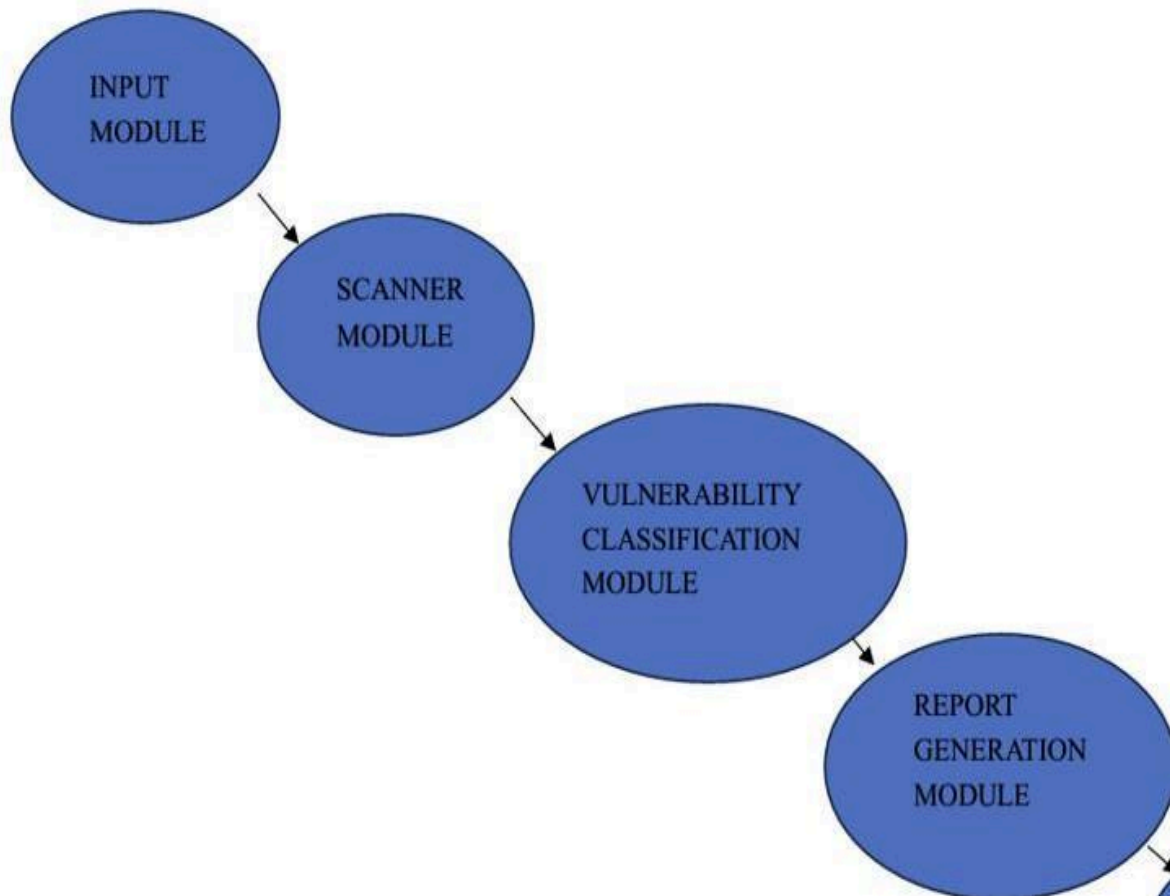 INPUT
MODULE
SCANNER
MODULE
VULNERABILITY
CLASSIFICATION
MODULE
REPORT
GENERATION
MODULE